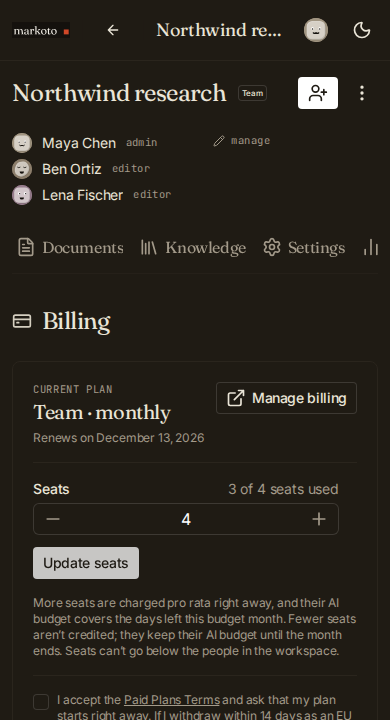 markoto
Northwind re...
Northwind research Team
Maya Chen admin manage
Ben Ortiz editor
Lena Fischer editor
Documents Knowledge Settings
Billing
CURRENT PLAN
Manage billing
Team · monthly
Renews on December 13, 2026
Seats 3 of 4 seats used
4
Update seats
More seats are charged pro rata right away, and their AI
budget covers the days left this budget month. Fewer seats
aren't credited; they keep their AI budget until the month
ends. Seats can't go below the people in the workspace.
I accept the Paid Plans Terms and ask that my plan
starts right away. If I withdraw within 14 days as an EU